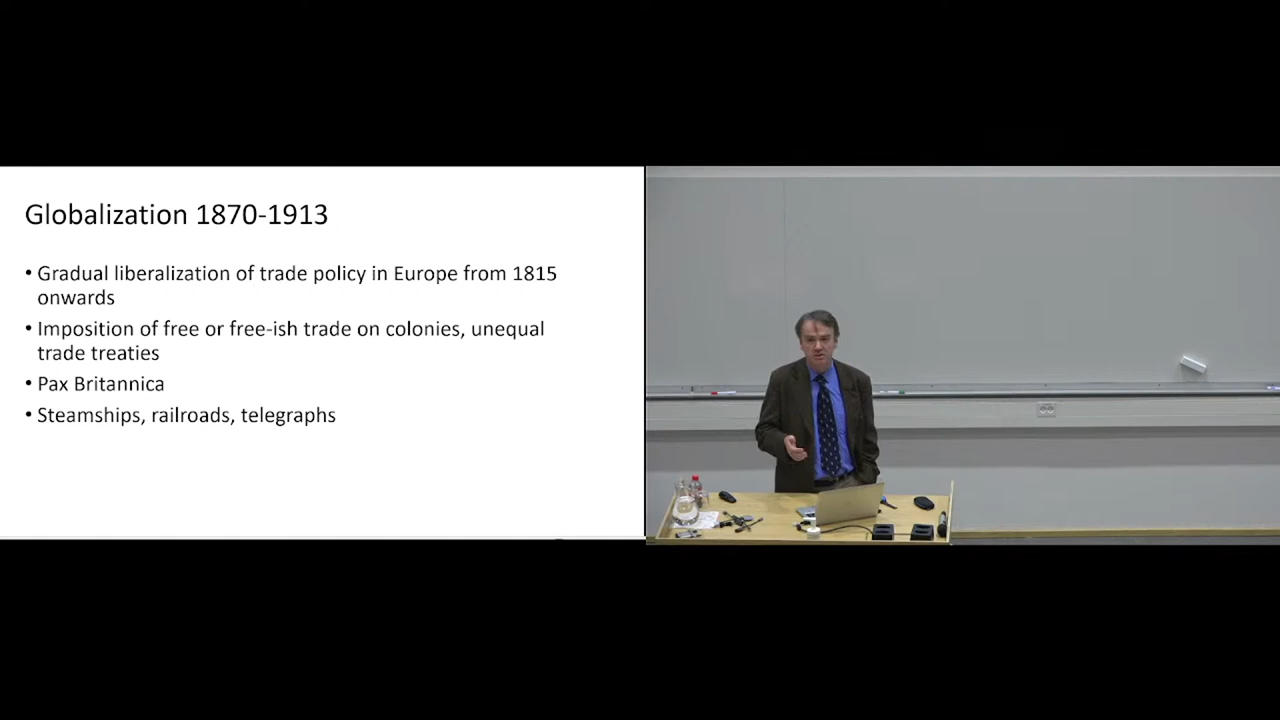 Globalization 1870-1913
• Gradual liberalization of trade policy in Europe from 1815
onwards
• Imposition of free or free-ish trade on colonies, unequal
trade treaties
• Pax Britannica
• Steamships, railroads, telegraphs